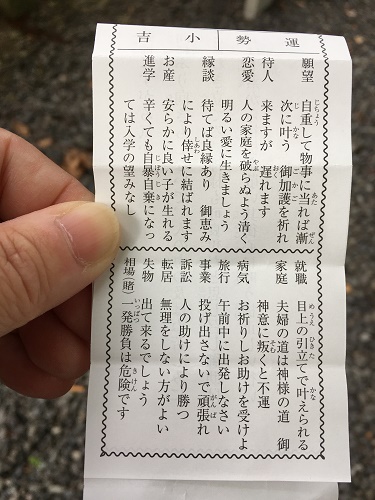 運勢 小吉
願望 自重して物事に当れば漸
次に叶う 御加護を祈れ
待人 来ますが 遅れます
恋愛 人の家庭を破らぬよう清く
明るい愛に生きましょう
縁談 待てば良縁あり 御恵み
により倖せに結ばれます
お産 安らかに良い子が生れる
進学 辛くても自暴自棄になっ
ては入学の望みなし
就職 目上の引立てで叶えられる
家庭 夫婦の道は神様の道 御
神意に叛くと不運
病気 お祈りしお助けを受けよ
旅行 午前中に出発しなさい
事業 投げ出さないで頑張れ
訴訟 人の助けにより勝つ
転居 無理をしない方がよい
失物 出て来るでしょう
相場(賭) 一発勝負は危険です